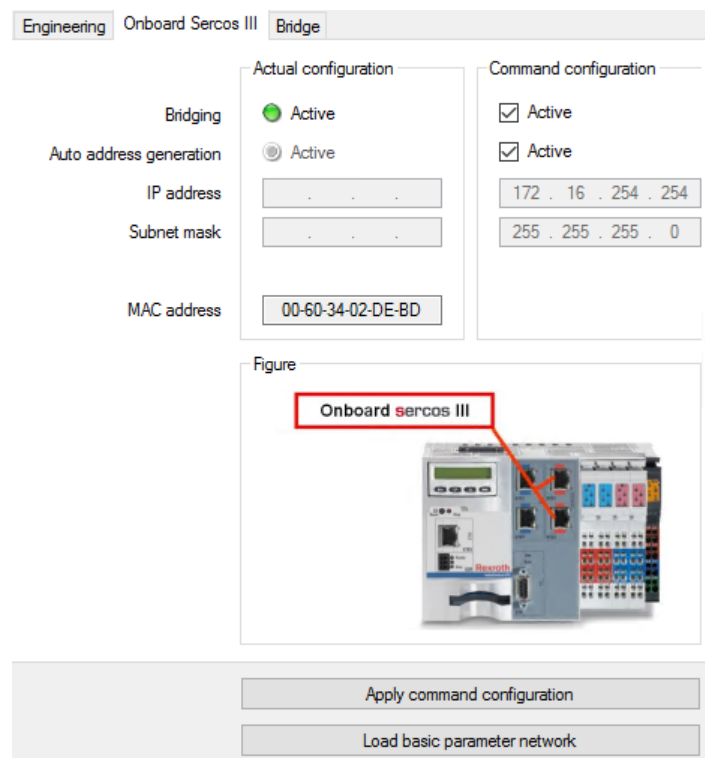 Engineering Onboard Sercos III Bridge
Actual configuration Command configuration
Bridging Active Active
Auto address generation Active Active
IP address . . . 172 . 16 . 254 . 254
Subnet mask . . . 255 . 255 . 255 . 0
MAC address 00-60-34-02-DE-BD
Figure
Onboard sercos III
Rexroth
Apply command configuration
Load basic parameter network